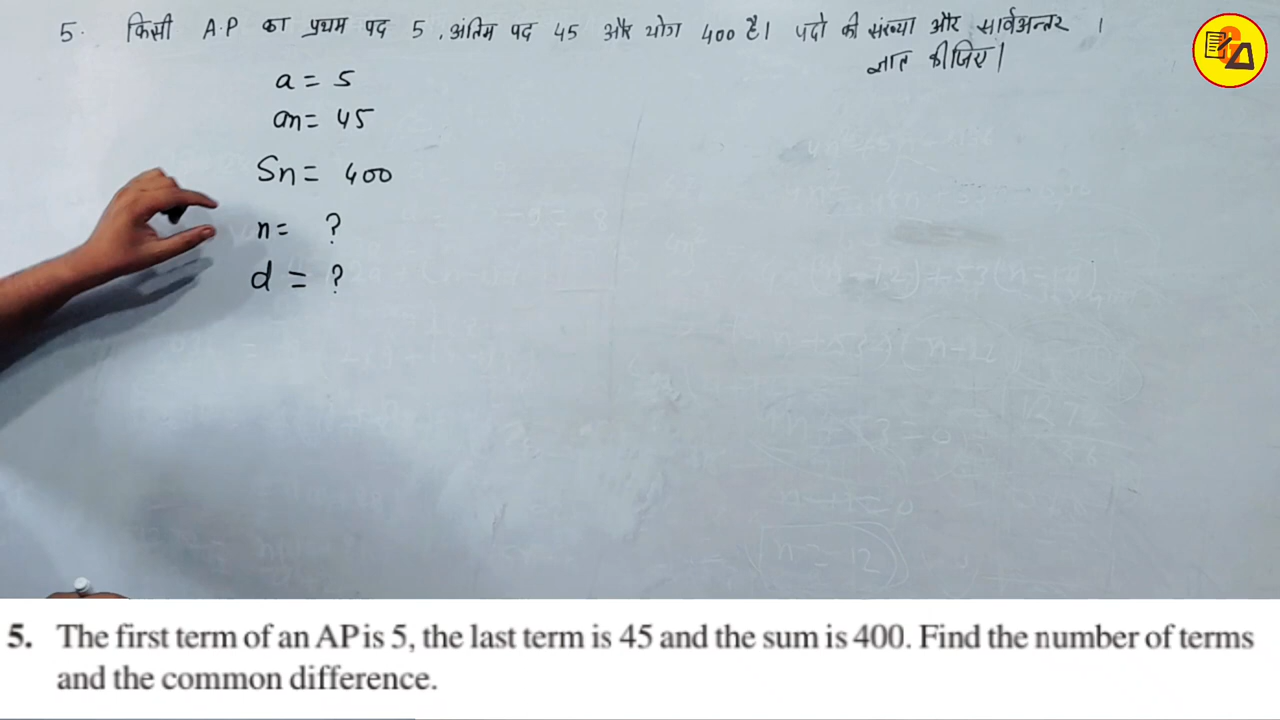 5. किसी A.P का प्रथम पद 5, अंतिम पद 45 और योग 400 है। पदो की संख्या और सार्वअन्तर ।
ज्ञात कीजिए।
a = 5
an = 45
Sn = 400
n = ?
d = ?
5. The first term of an AP is 5, the last term is 45 and the sum is 400. Find the number of terms
and the common difference.